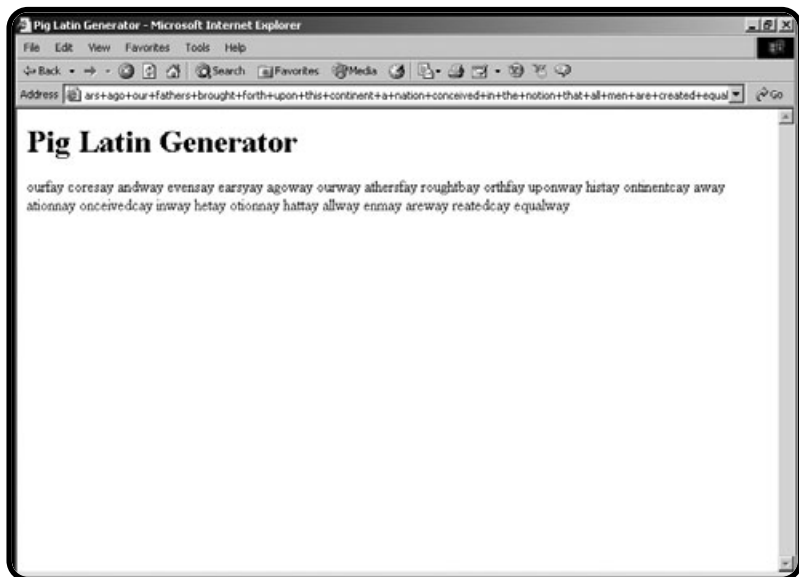 Pig Latin Generator - Microsoft Internet Explorer
File Edit View Favorites Tools Help
Back Search Favorites Media
Address ars+ago+our+fathers+brought+forth+upon+this+continent+a+nation+conceived+in+the+notion+that+all+men+are+created+equal Go
Pig Latin Generator
ourfay coresay andway evensay earsyay agoway ourway athersfay roughtbay orthfay uponway histay ontinentcay away
ationnay onceivedcay inway hetay otionnay hattay allway enmay areway reatedcay equalway